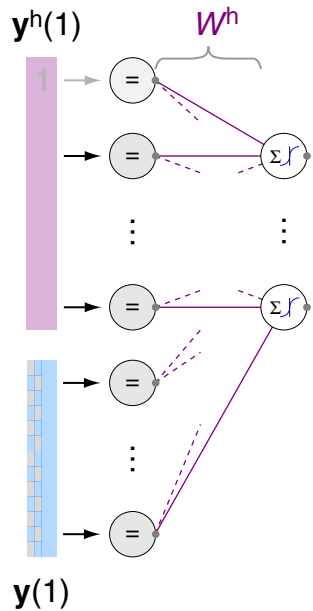 𝐲ʰ(1)
Wʰ
1
=
=
Σ
⋮
⋮
=
Σ
=
⋮
=
𝐲(1)